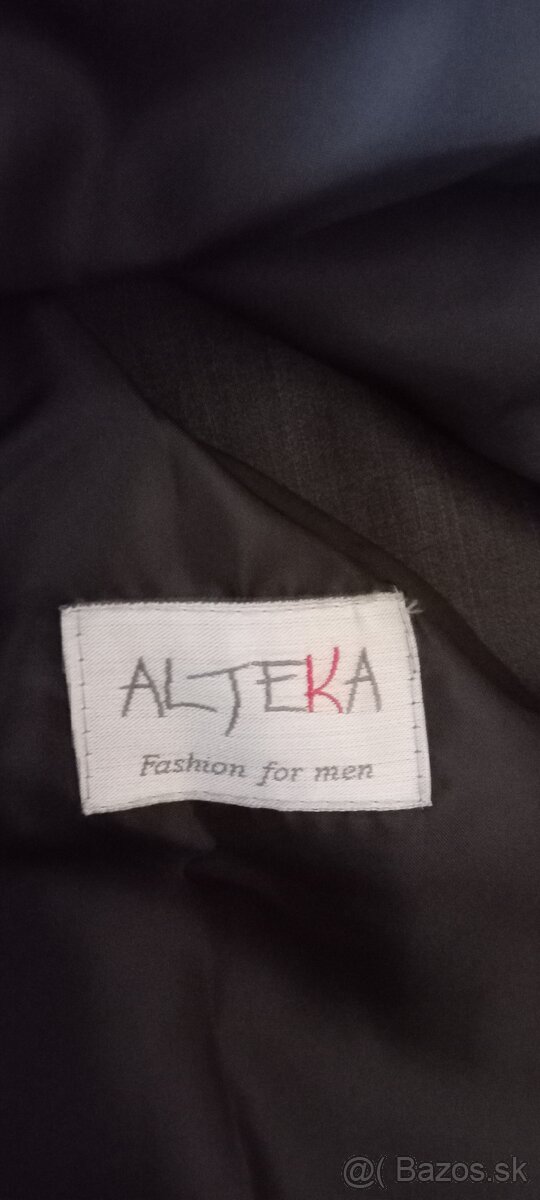 ALTEKA
Fashion for men
@( Bazos.sk